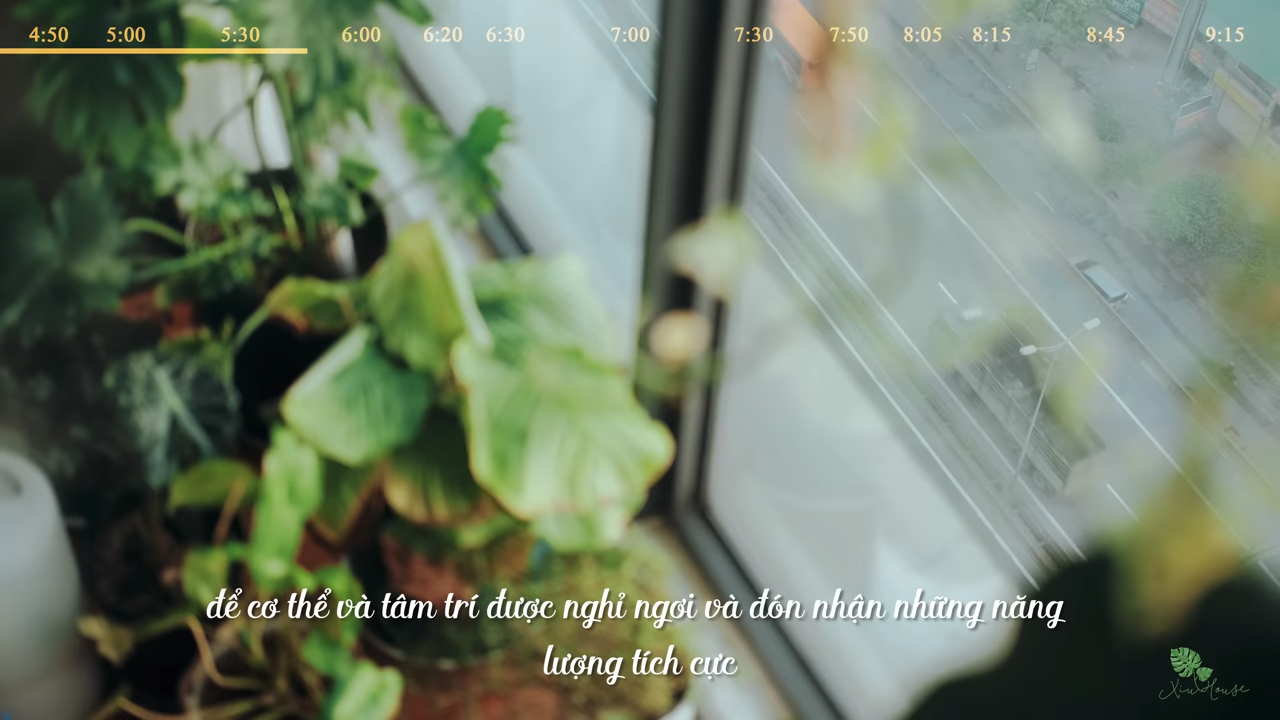 4:50 5:00 5:30 6:00 6:20 6:30 7:00 7:30 7:50 8:05 8:15 8:45 9:15
để cơ thể và tâm trí được nghỉ ngơi và đón nhận những năng
lượng tích cực
XiuHouse